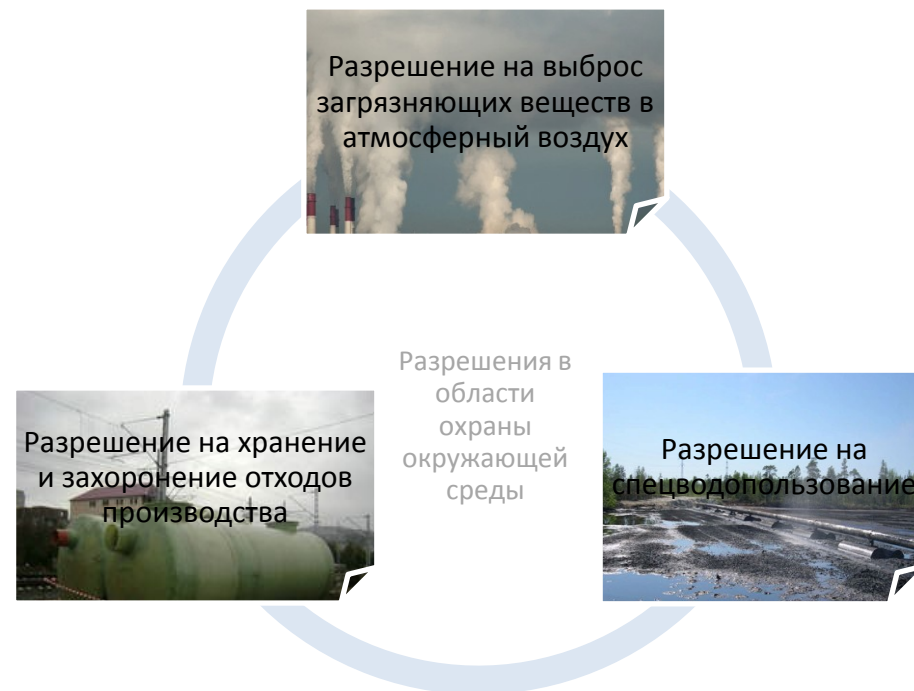 Разрешение на выброс
загрязняющих веществ в
атмосферный воздух
Разрешения в
области
охраны
окружающей
среды
Разрешение на хранение
и захоронение отходов
производства
Разрешение на
спецводопользование